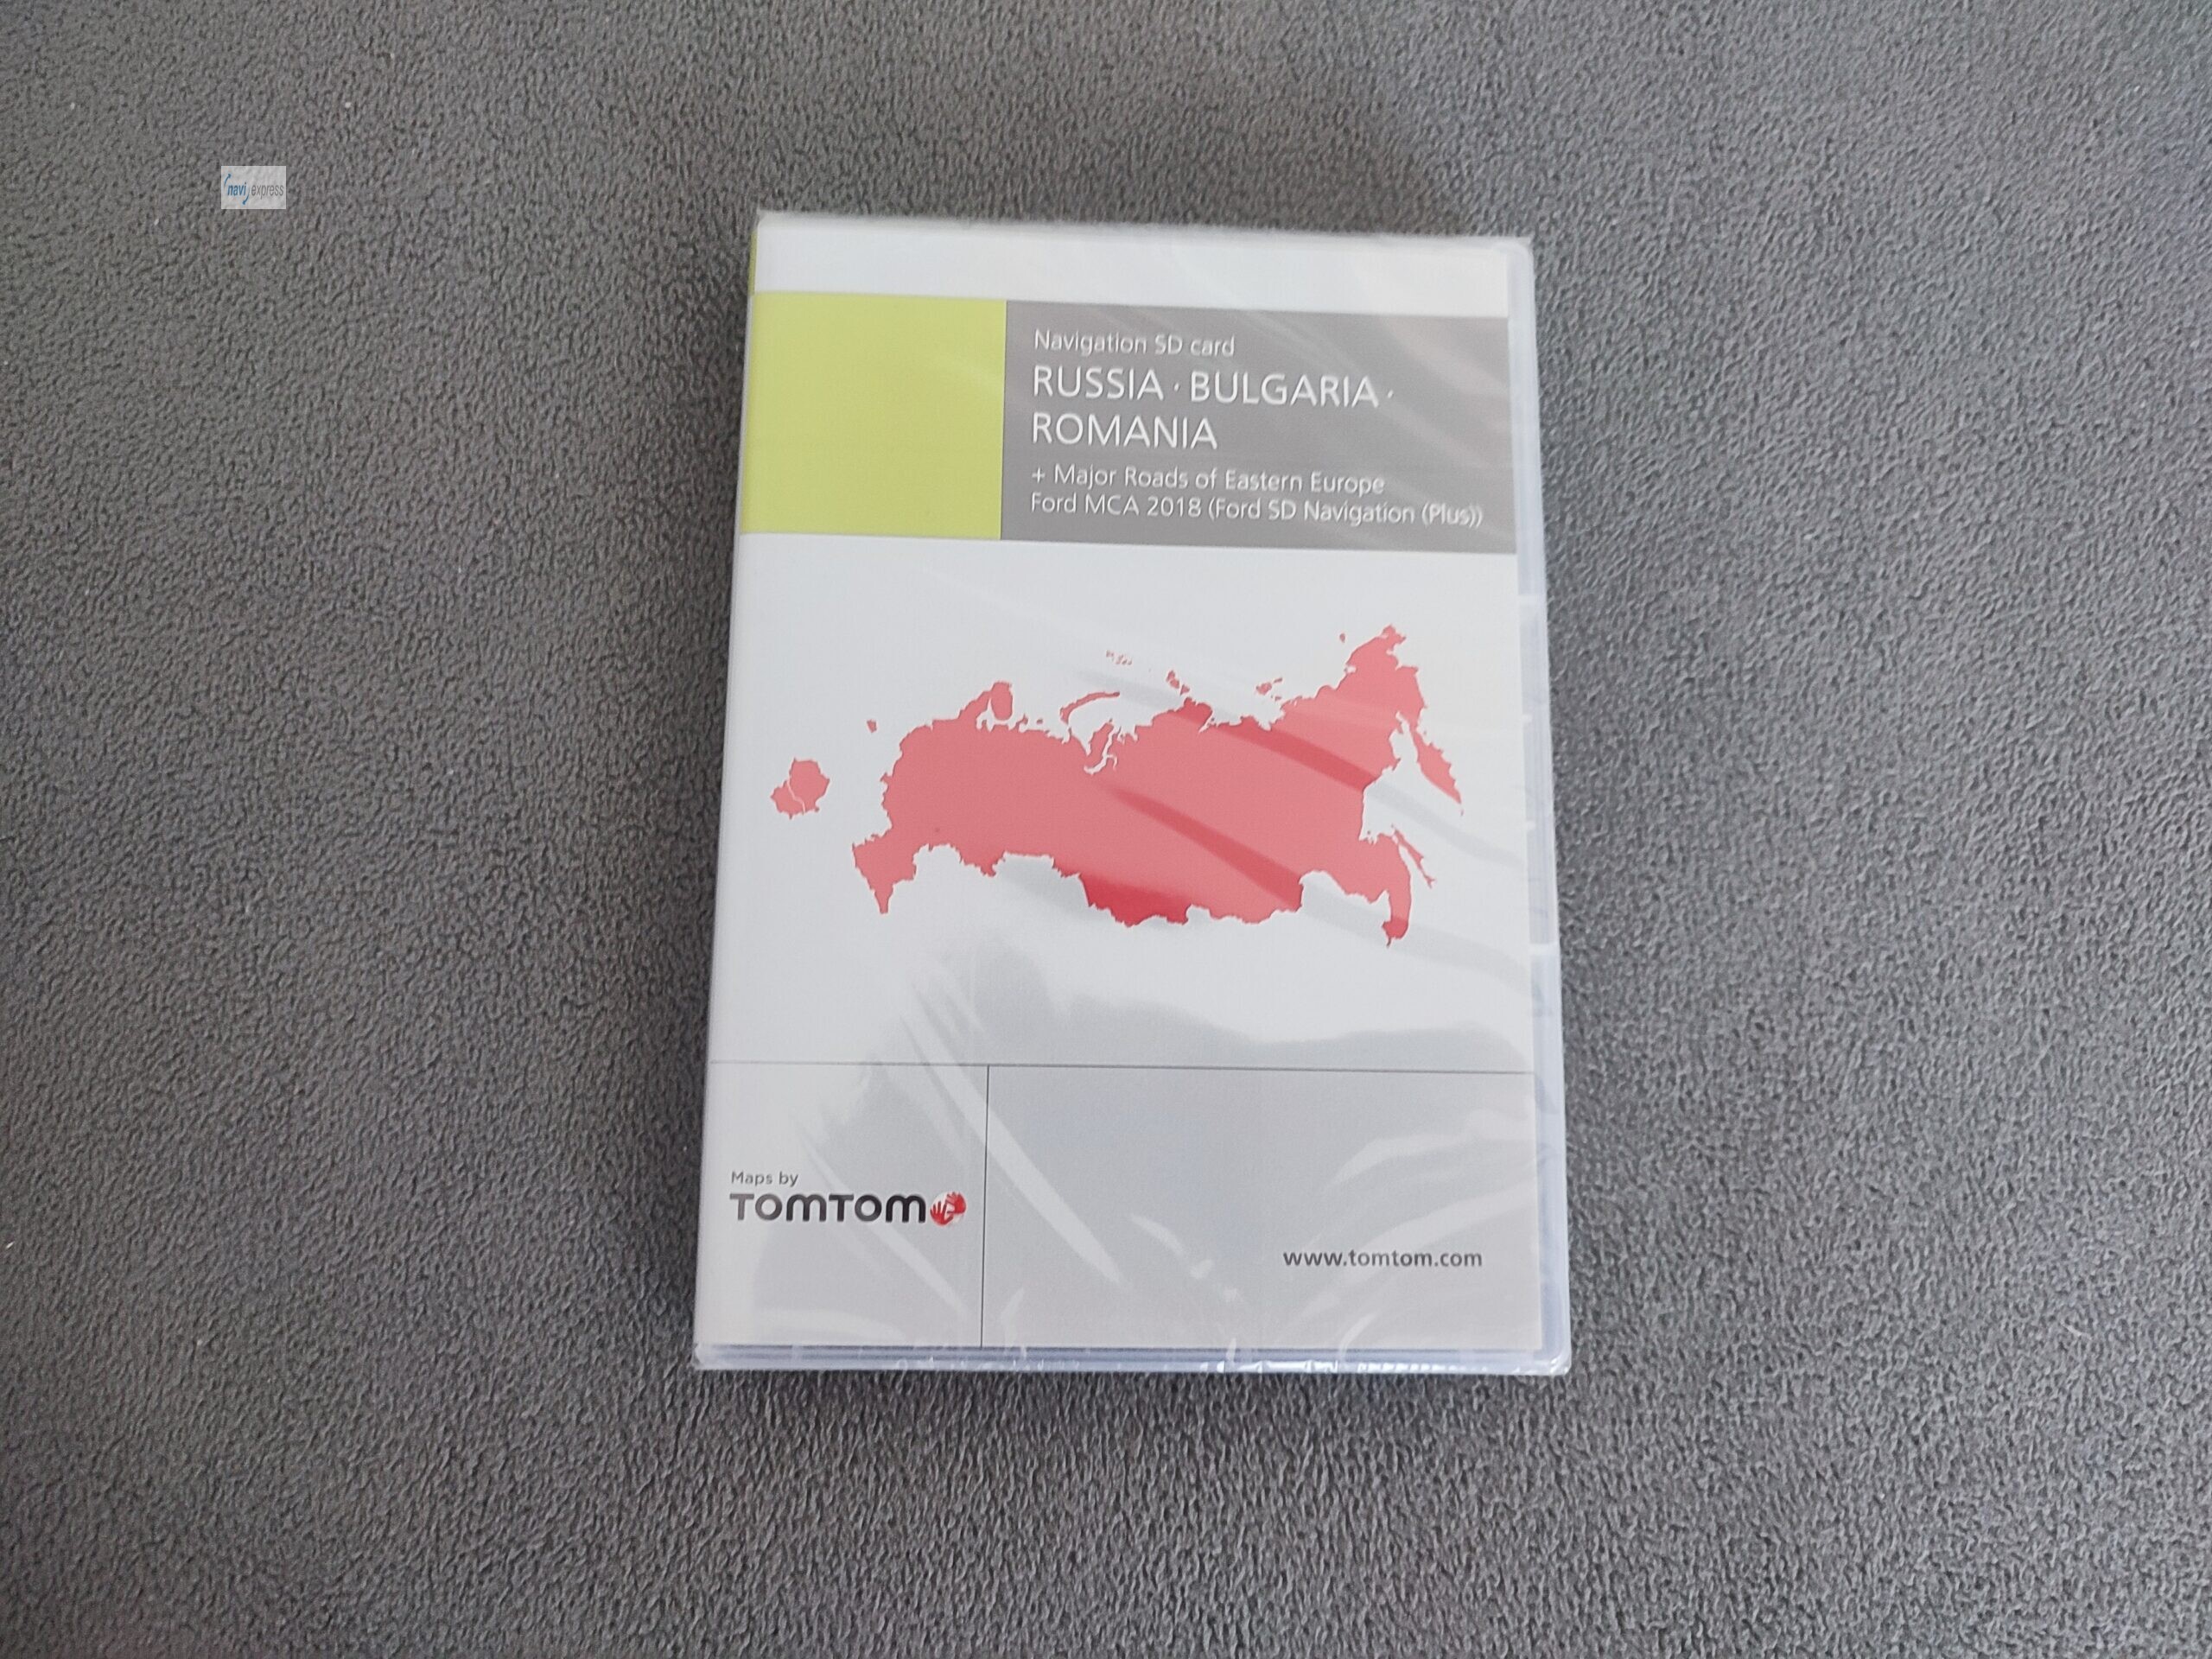 navi express
Navigation SD card
RUSSIA · BULGARIA ·
ROMANIA
+ Major Roads of Eastern Europe
Ford MCA 2018 (Ford SD Navigation (Plus))
Maps by
TOMTOM
www.tomtom.com